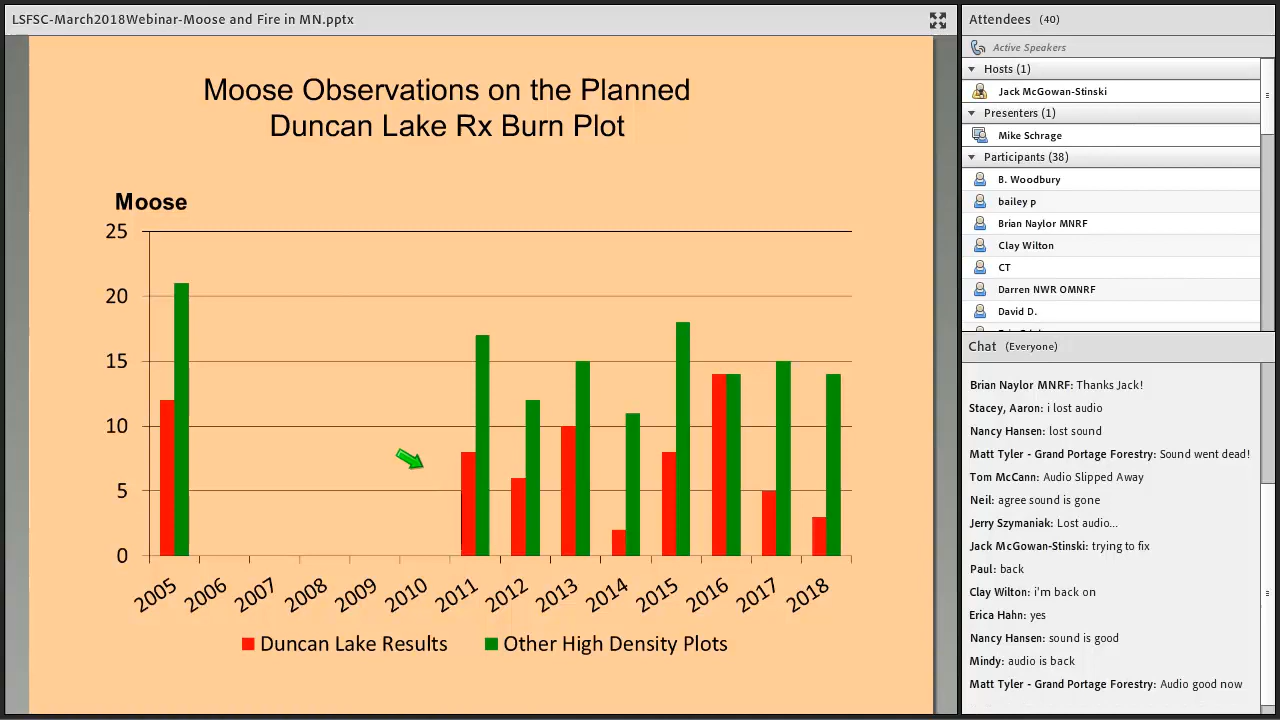 LSFSC-March2018Webinar-Moose and Fire in MN.pptx
Moose Observations on the Planned
Duncan Lake Rx Burn Plot
Moose
25
20
15
10
5
0
2005 2006 2007 2008 2009 2010 2011 2012 2013 2014 2015 2016 2017 2018
Duncan Lake Results Other High Density Plots
Attendees (40)
Active Speakers
Hosts (1)
Jack McGowan-Stinski
Presenters (1)
Mike Schrage
Participants (38)
B. Woodbury
bailey p
Brian Naylor MNRF
Clay Wilton
CT
Darren NWR OMNRF
David D.
Chat (Everyone)
Brian Naylor MNRF: Thanks Jack!
Stacey, Aaron: i lost audio
Nancy Hansen: lost sound
Matt Tyler - Grand Portage Forestry: Sound went dead!
Tom McCann: Audio Slipped Away
Neil: agree sound is gone
Jerry Szymaniak: Lost audio...
Jack McGowan-Stinski: trying to fix
Paul: back
Clay Wilton: i'm back on
Erica Hahn: yes
Nancy Hansen: sound is good
Mindy: audio is back
Matt Tyler - Grand Portage Forestry: Audio good now